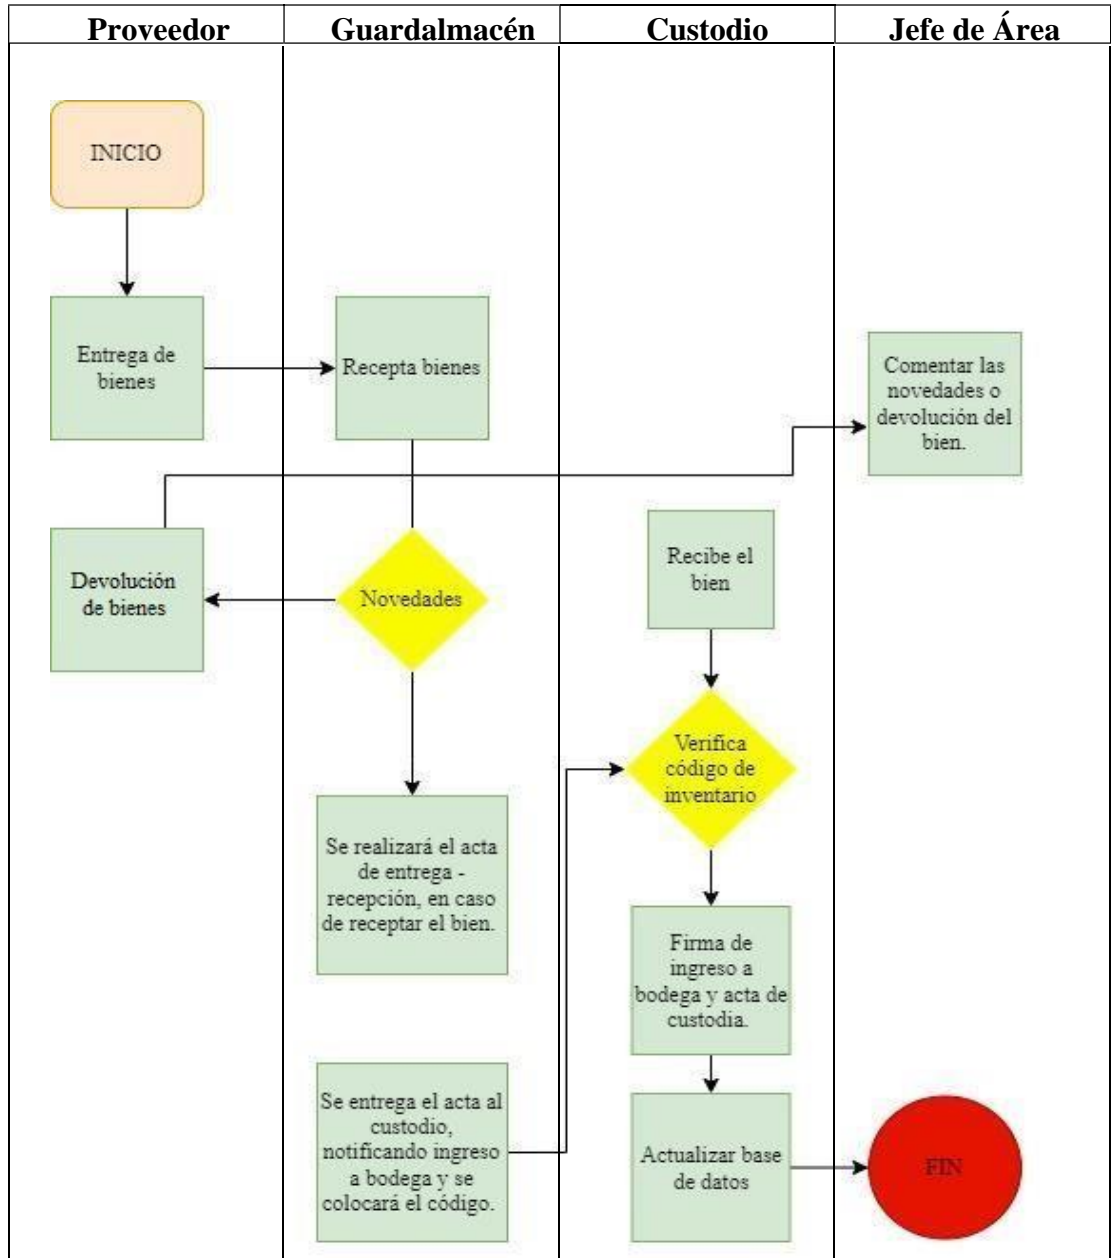 Proveedor
Guardalmacén
Custodio
Jefe de Área
INICIO
Entrega de
bienes
Recepta bienes
Comentar las
novedades o
devolución del
bien.
Devolución
de bienes
Novedades
Recibe el
bien
Verifica
código de
inventario
Se realizará el acta
de entrega -
recepción, en caso
de receptar el bien.
Firma de
ingreso a
bodega y acta de
custodia.
Se entrega el acta al
custodio,
notificando ingreso
a bodega y se
colocará el código.
Actualizar base
de datos
FIN